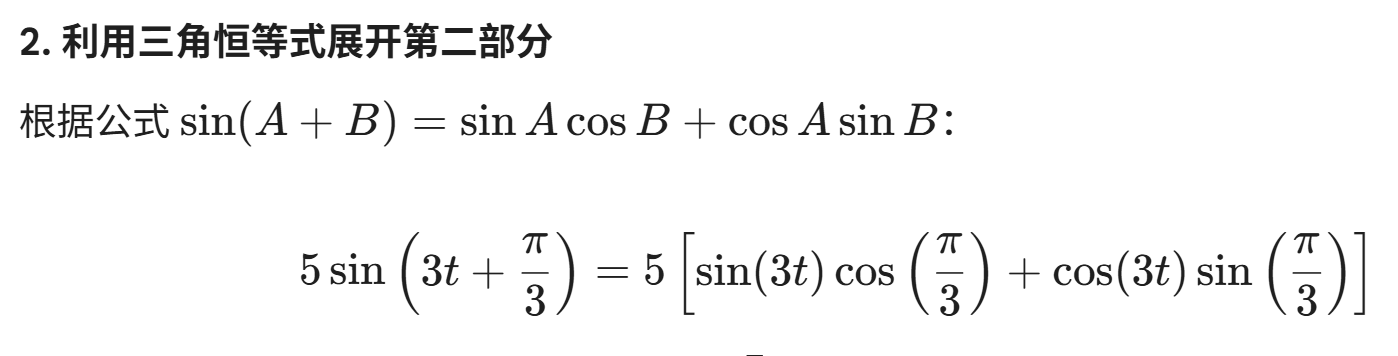 2. 利用三角恒等式展开第二部分
根据公式 sin(A + B) = sin A cos B + cos A sin B：
5 sin (3t + π/3) = 5 [sin(3t) cos (π/3) + cos(3t) sin (π/3)]